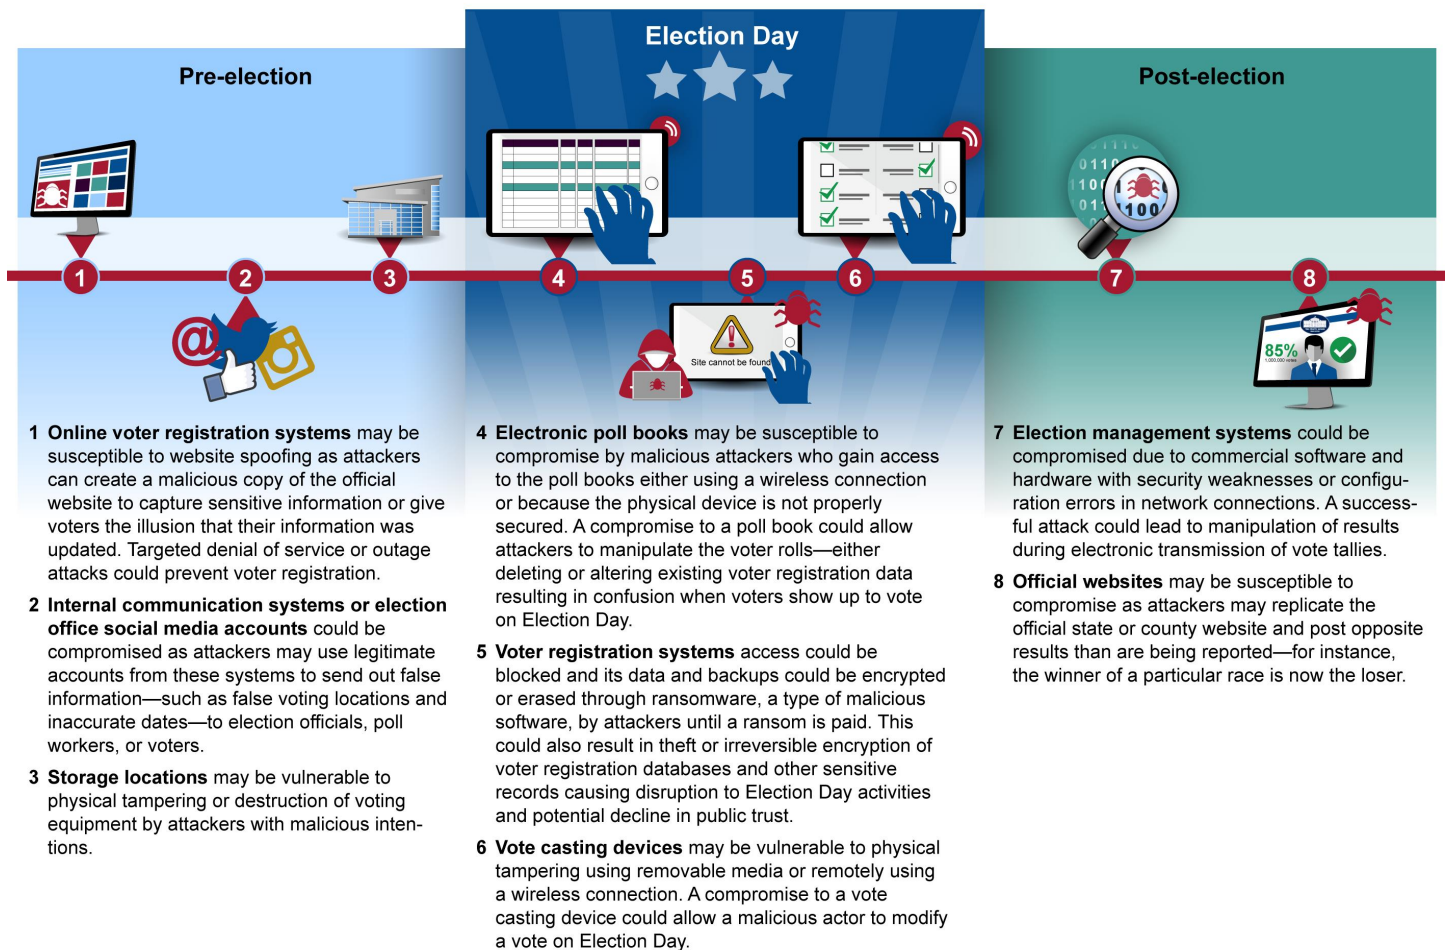 Election Day
Pre-election
Post-election
1
2
3
4
5
6
7
8
@
Site cannot be found
85%
1,000,000 votes
1 Online voter registration systems may be
susceptible to website spoofing as attackers
can create a malicious copy of the official
website to capture sensitive information or give
voters the illusion that their information was
updated. Targeted denial of service or outage
attacks could prevent voter registration.
2 Internal communication systems or election
office social media accounts could be
compromised as attackers may use legitimate
accounts from these systems to send out false
information—such as false voting locations and
inaccurate dates—to election officials, poll
workers, or voters.
3 Storage locations may be vulnerable to
physical tampering or destruction of voting
equipment by attackers with malicious inten-
tions.
4 Electronic poll books may be susceptible to
compromise by malicious attackers who gain access
to the poll books either using a wireless connection
or because the physical device is not properly
secured. A compromise to a poll book could allow
attackers to manipulate the voter rolls—either
deleting or altering existing voter registration data
resulting in confusion when voters show up to vote
on Election Day.
5 Voter registration systems access could be
blocked and its data and backups could be encrypted
or erased through ransomware, a type of malicious
software, by attackers until a ransom is paid. This
could also result in theft or irreversible encryption of
voter registration databases and other sensitive
records causing disruption to Election Day activities
and potential decline in public trust.
6 Vote casting devices may be vulnerable to physical
tampering using removable media or remotely using
a wireless connection. A compromise to a vote
casting device could allow a malicious actor to modify
a vote on Election Day.
7 Election management systems could be
compromised due to commercial software and
hardware with security weaknesses or configu-
ration errors in network connections. A success-
ful attack could lead to manipulation of results
during electronic transmission of vote tallies.
8 Official websites may be susceptible to
compromise as attackers may replicate the
official state or county website and post opposite
results than are being reported—for instance,
the winner of a particular race is now the loser.